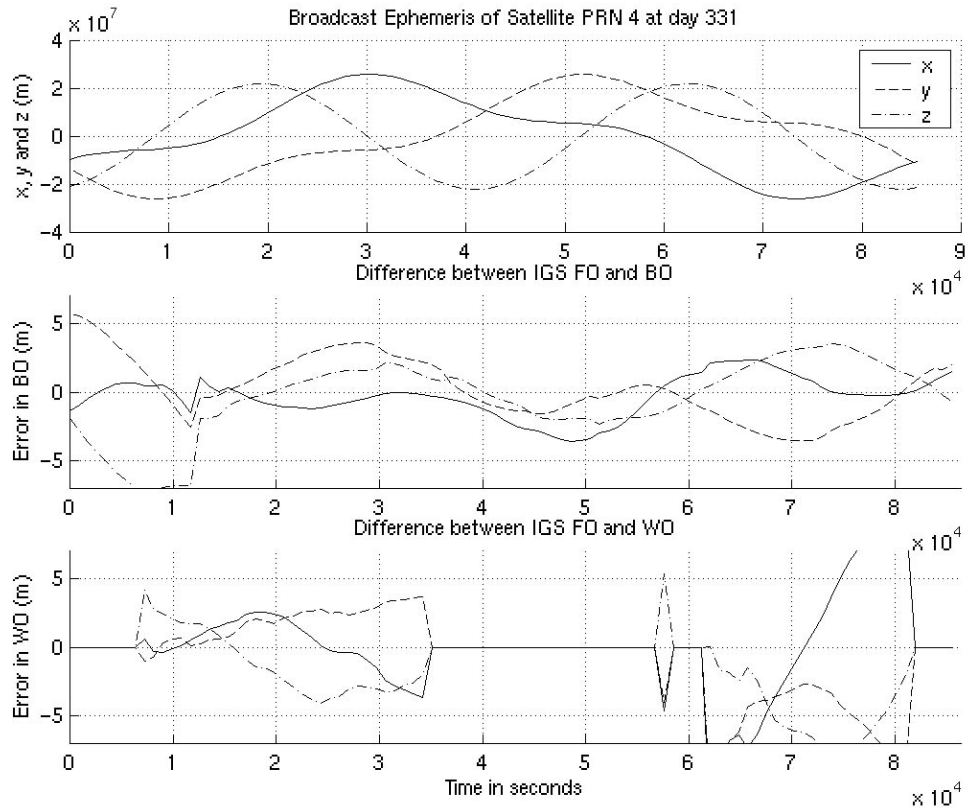 Broadcast Ephemeris of Satellite PRN 4 at day 331
x 10^7
x, y and z (m)
4
2
0
-2
-4
x
y
z
0 1 2 3 4 5 6 7 8 9
x 10^4
Difference between IGS FO and BO
Error in BO (m)
5
0
-5
0 1 2 3 4 5 6 7 8
x 10^4
Difference between IGS FO and WO
Error in WO (m)
5
0
-5
0 1 2 3 4 5 6 7 8
Time in seconds
x 10^4